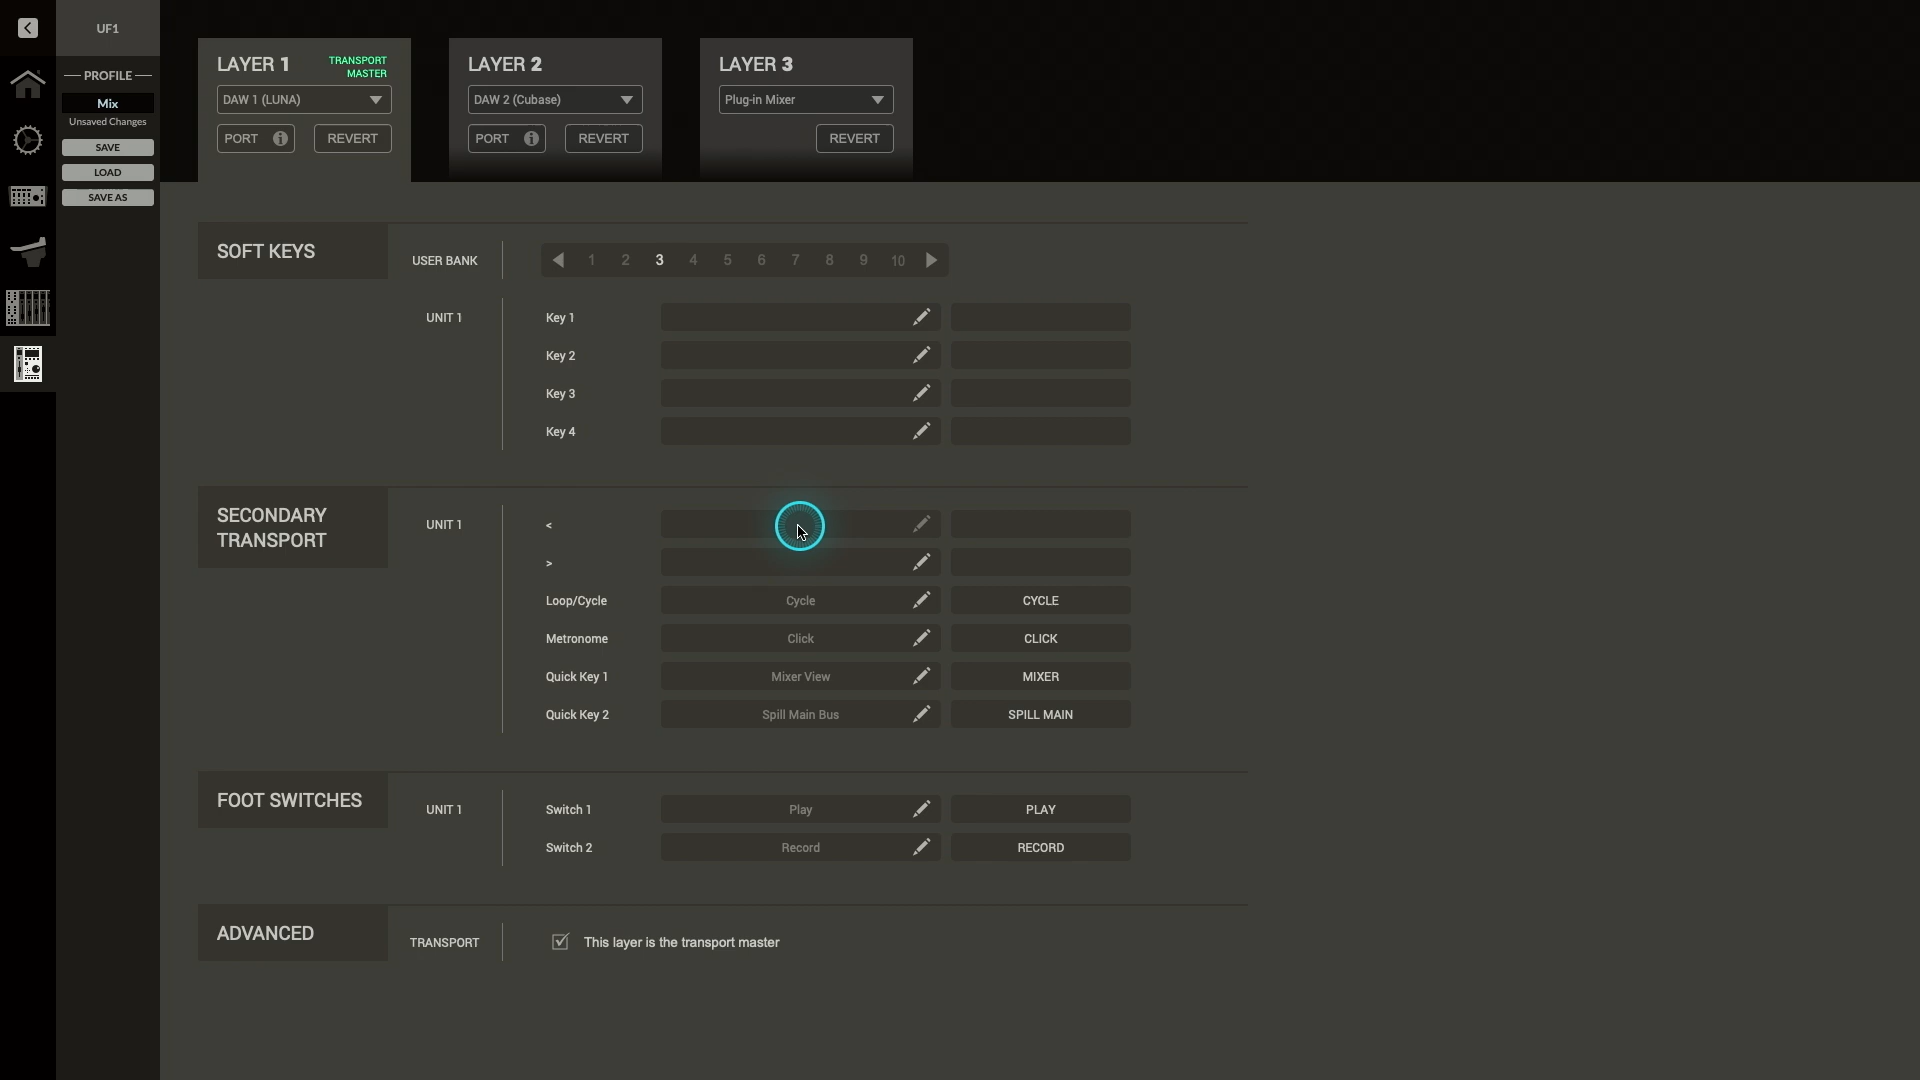 UF1
PROFILE
Mix
Unsaved Changes
SAVE
LOAD
SAVE AS
LAYER 1
TRANSPORT
MASTER
DAW 1 (LUNA)
PORT
REVERT
LAYER 2
DAW 2 (Cubase)
PORT
REVERT
LAYER 3
Plug-in Mixer
REVERT
SOFT KEYS
USER BANK
1 2 3 4 5 6 7 8 9 10
UNIT 1
Key 1
Key 2
Key 3
Key 4
SECONDARY
TRANSPORT
UNIT 1
<
>
Loop/Cycle Cycle CYCLE
Metronome Click CLICK
Quick Key 1 Mixer View MIXER
Quick Key 2 Spill Main Bus SPILL MAIN
FOOT SWITCHES
UNIT 1
Switch 1 Play PLAY
Switch 2 Record RECORD
ADVANCED
TRANSPORT
This layer is the transport master